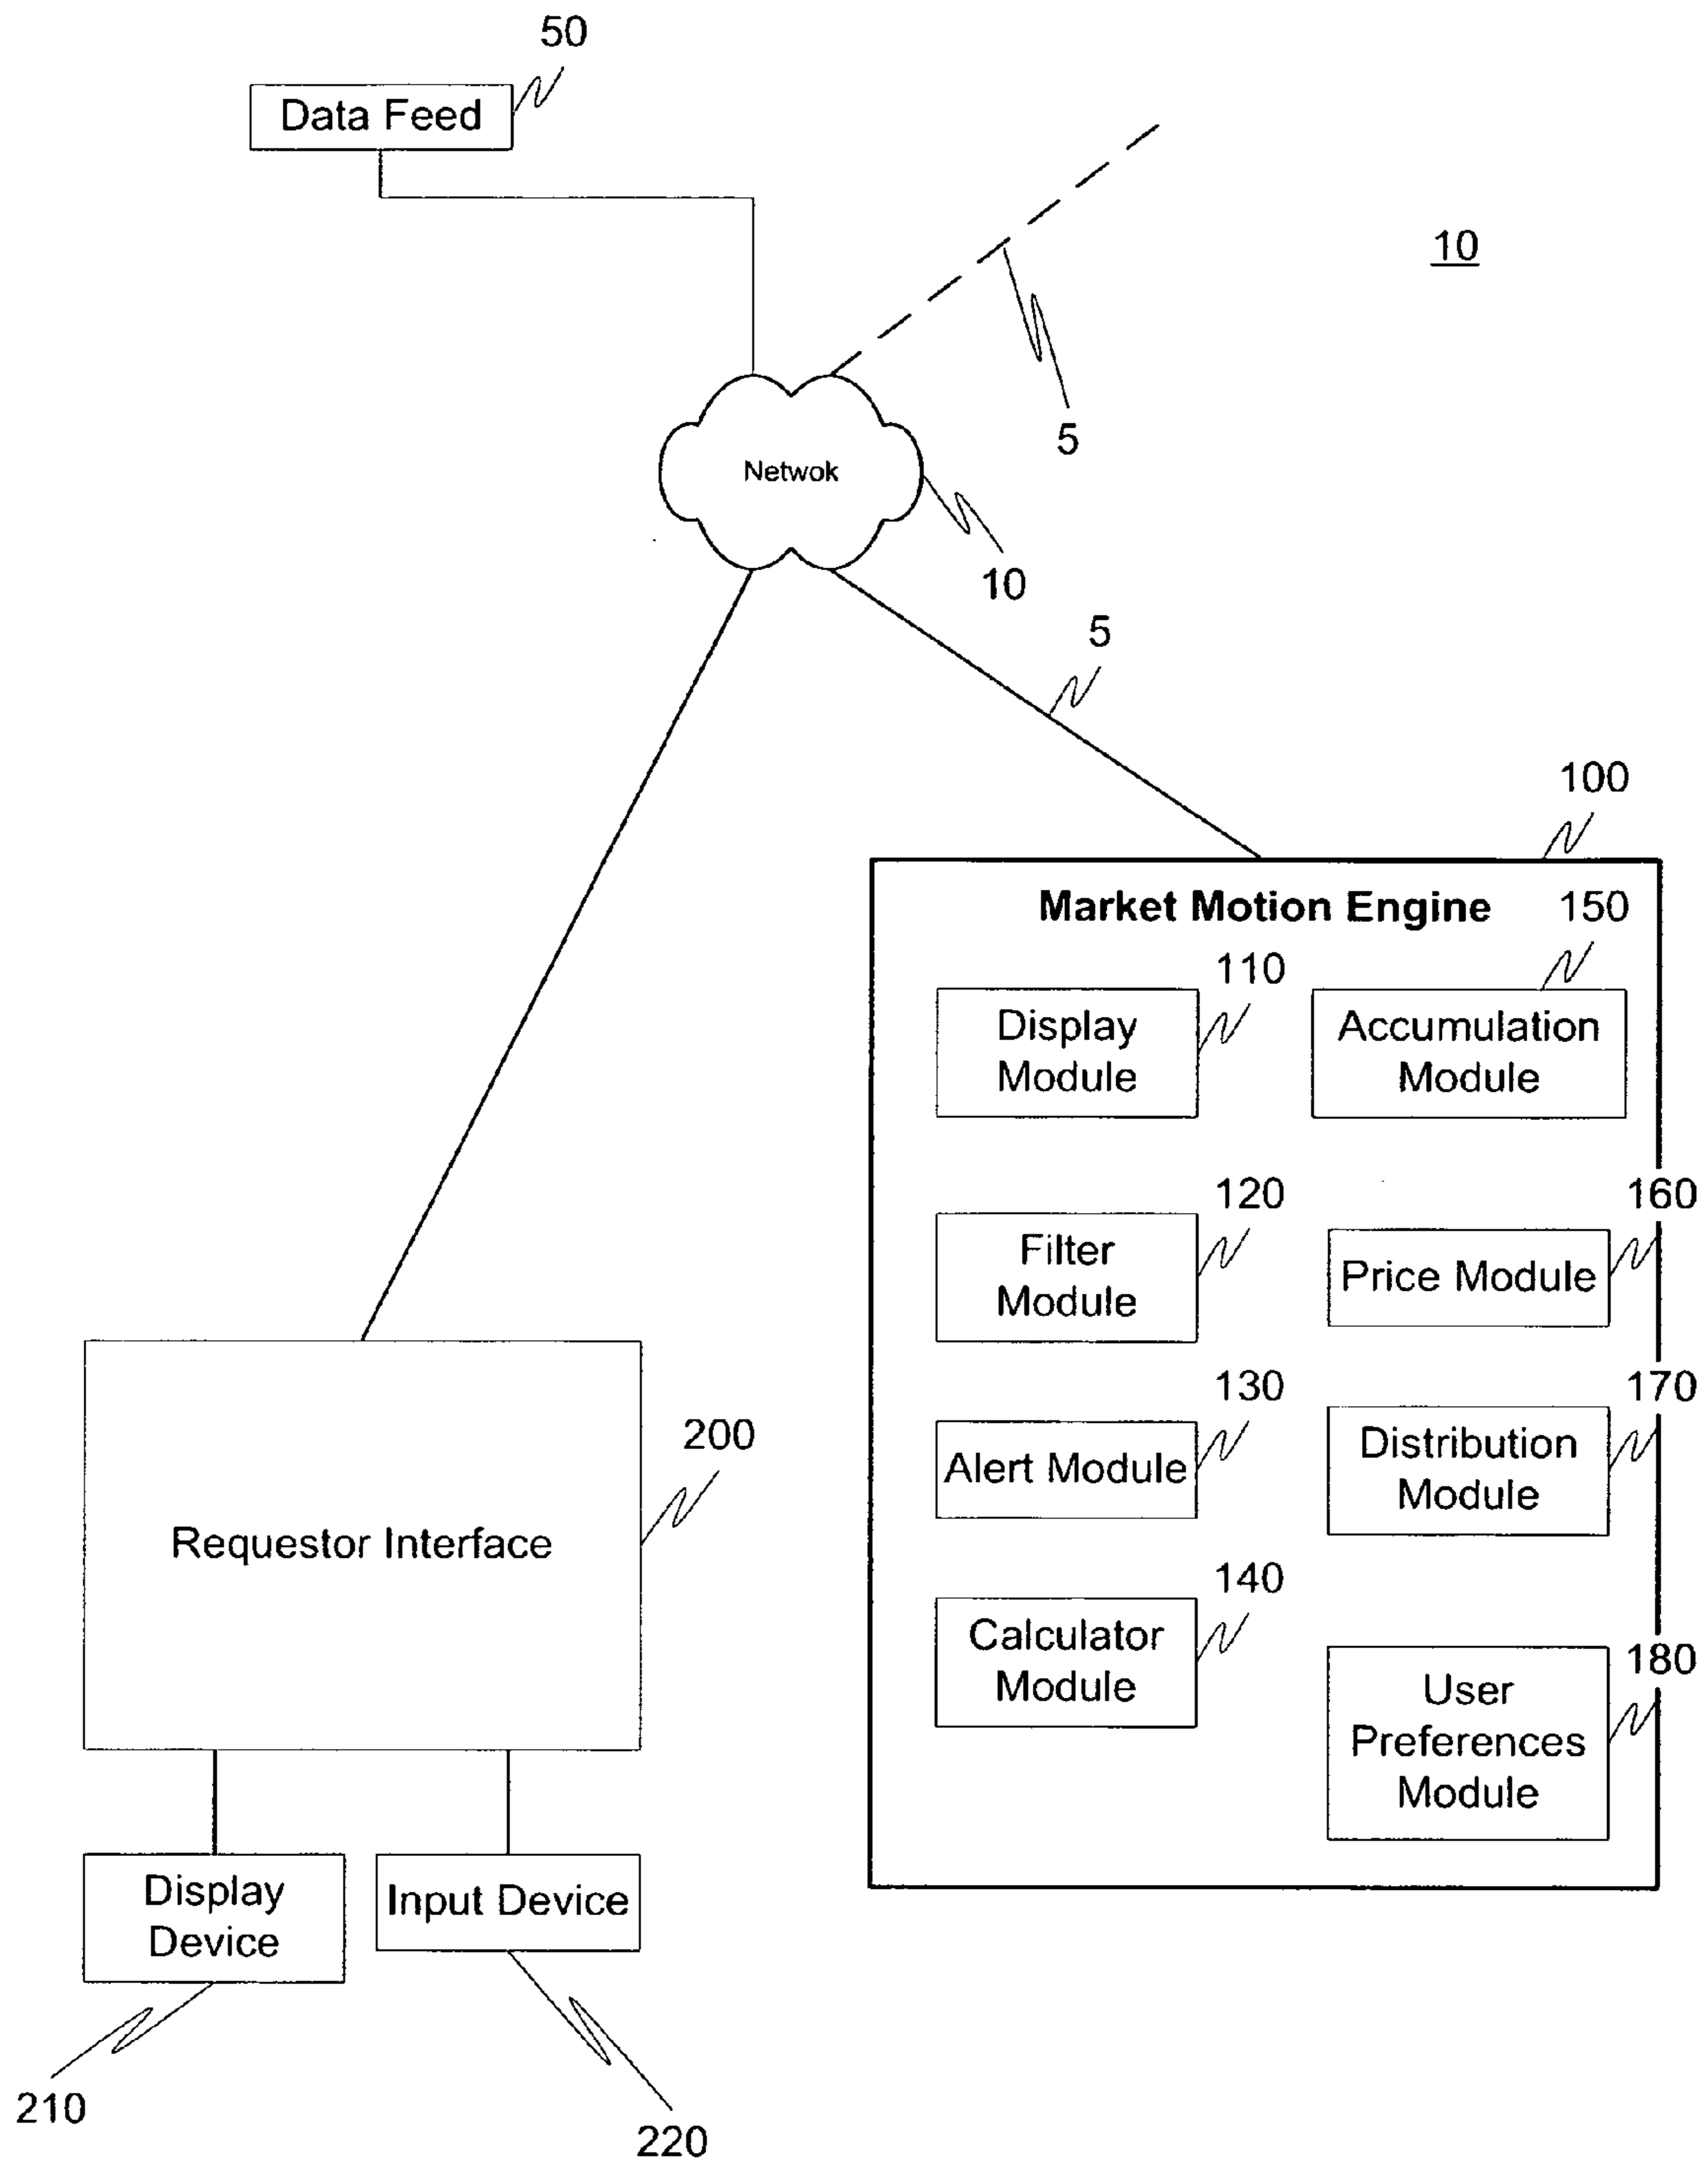 50
Data Feed
10
5
Netwok
10
5
100
Market Motion Engine
150
110
Display
Module
Accumulation
Module
120
160
Filter
Module
Price Module
130
170
Alert Module
Distribution
Module
200
Requestor Interface
140
Calculator
Module
180
User
Preferences
Module
Display
Device
Input Device
210
220